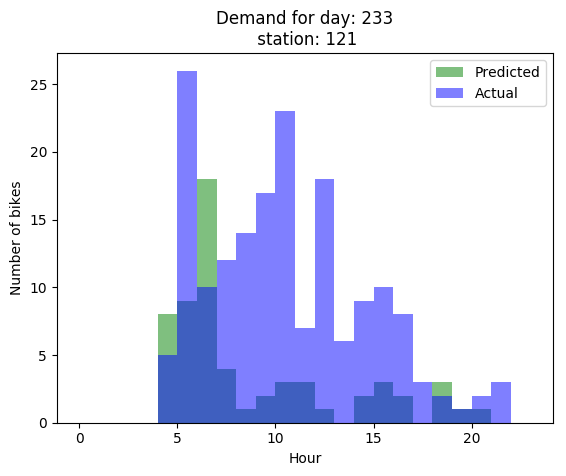 Demand for day: 233
station: 121
Predicted
Actual
Number of bikes
25
20
15
10
5
0
0 5 10 15 20
Hour